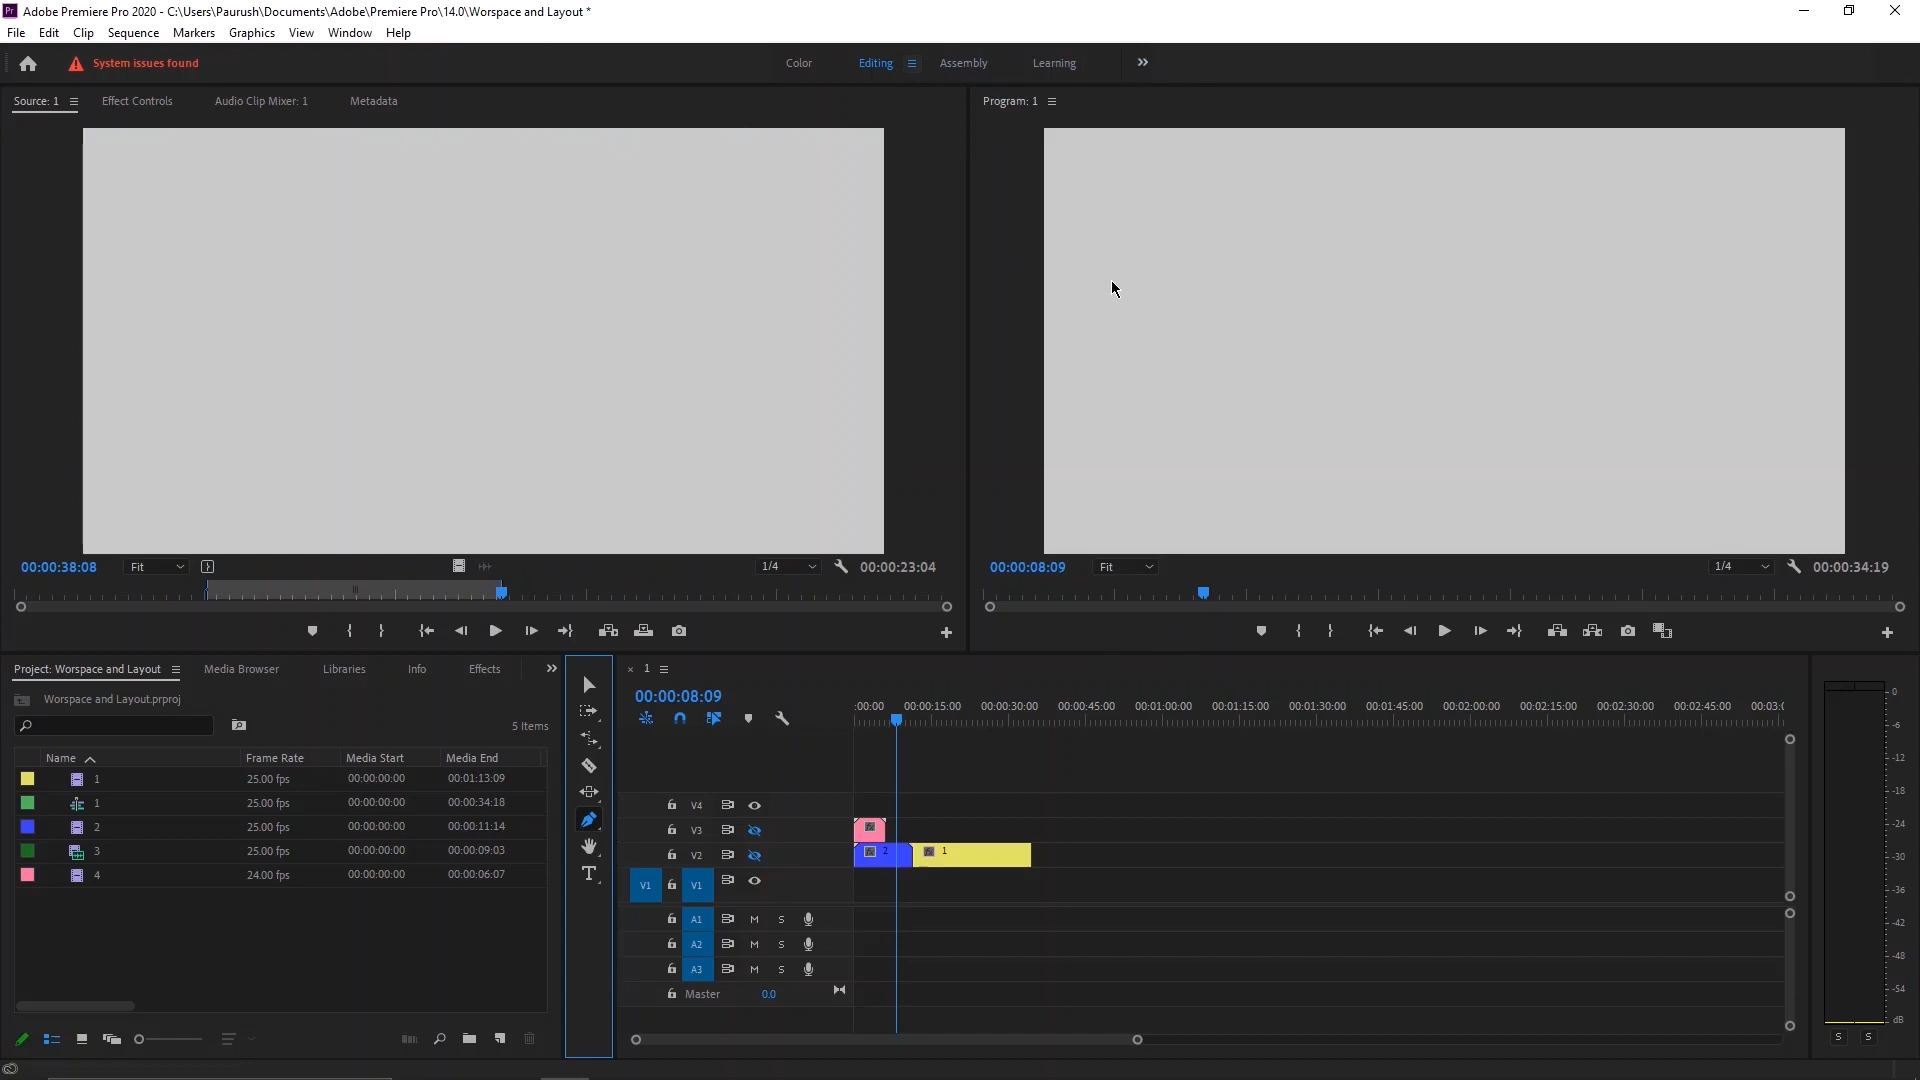 Adobe Premiere Pro 2020 - C:\Users\Paurush\Documents\Adobe\Premiere Pro\14.0\Worspace and Layout *
File Edit Clip Sequence Markers Graphics View Window Help
System issues found
Color Editing Assembly Learning
Source: 1 Effect Controls Audio Clip Mixer: 1 Metadata
Program: 1
00:00:38:08 Fit 1/4 00:00:23:04
00:00:08:09 Fit 1/4 00:00:34:19
Project: Worspace and Layout Media Browser Libraries Info Effects
Worspace and Layout.prproj
5 Items
Name Frame Rate Media Start Media End
1 25.00 fps 00:00:00:00 00:01:13:09
1 25.00 fps 00:00:00:00 00:00:34:18
2 25.00 fps 00:00:00:00 00:00:11:14
3 25.00 fps 00:00:00:00 00:00:09:03
4 24.00 fps 00:00:00:00 00:00:06:07
1
00:00:08:09
:00:00 00:00:15:00 00:00:30:00 00:00:45:00 00:01:00:00 00:01:15:00 00:01:30:00 00:01:45:00 00:02:00:00 00:02:15:00 00:02:30:00 00:02:45:00 00:03:0
V4
V3 fx
V2 fx 2 fx 1
V1 V1
A1 M S
A2 M S
A3 M S
Master 0.0
0
-6
-12
-18
-24
-30
-36
-42
-48
-54
dB
S S